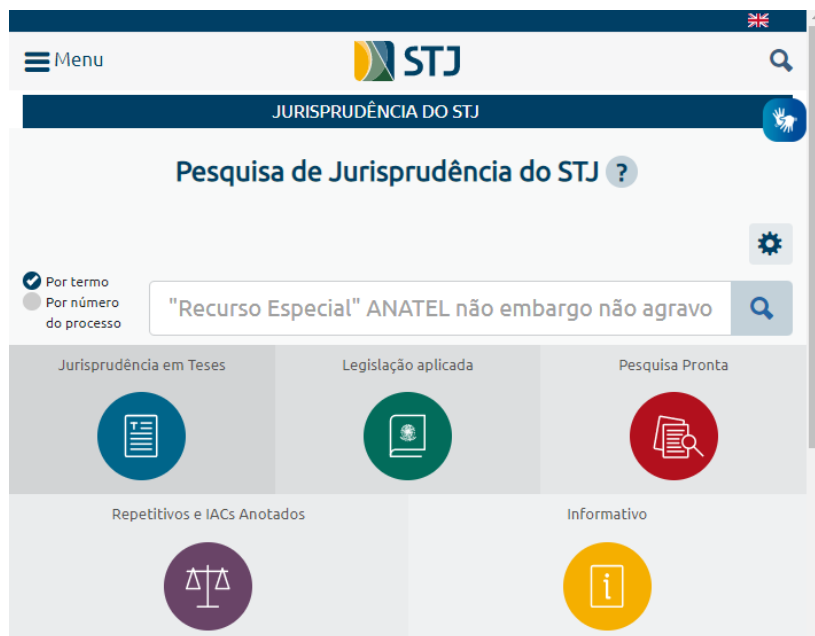 Menu
STJ
JURISPRUDÊNCIA DO STJ
Pesquisa de Jurisprudência do STJ ?
Por termo
Por número
do processo
"Recurso Especial" ANATEL não embargo não agravo
Jurisprudência em Teses
Legislação aplicada
Pesquisa Pronta
Repetitivos e IACs Anotados
Informativo
i